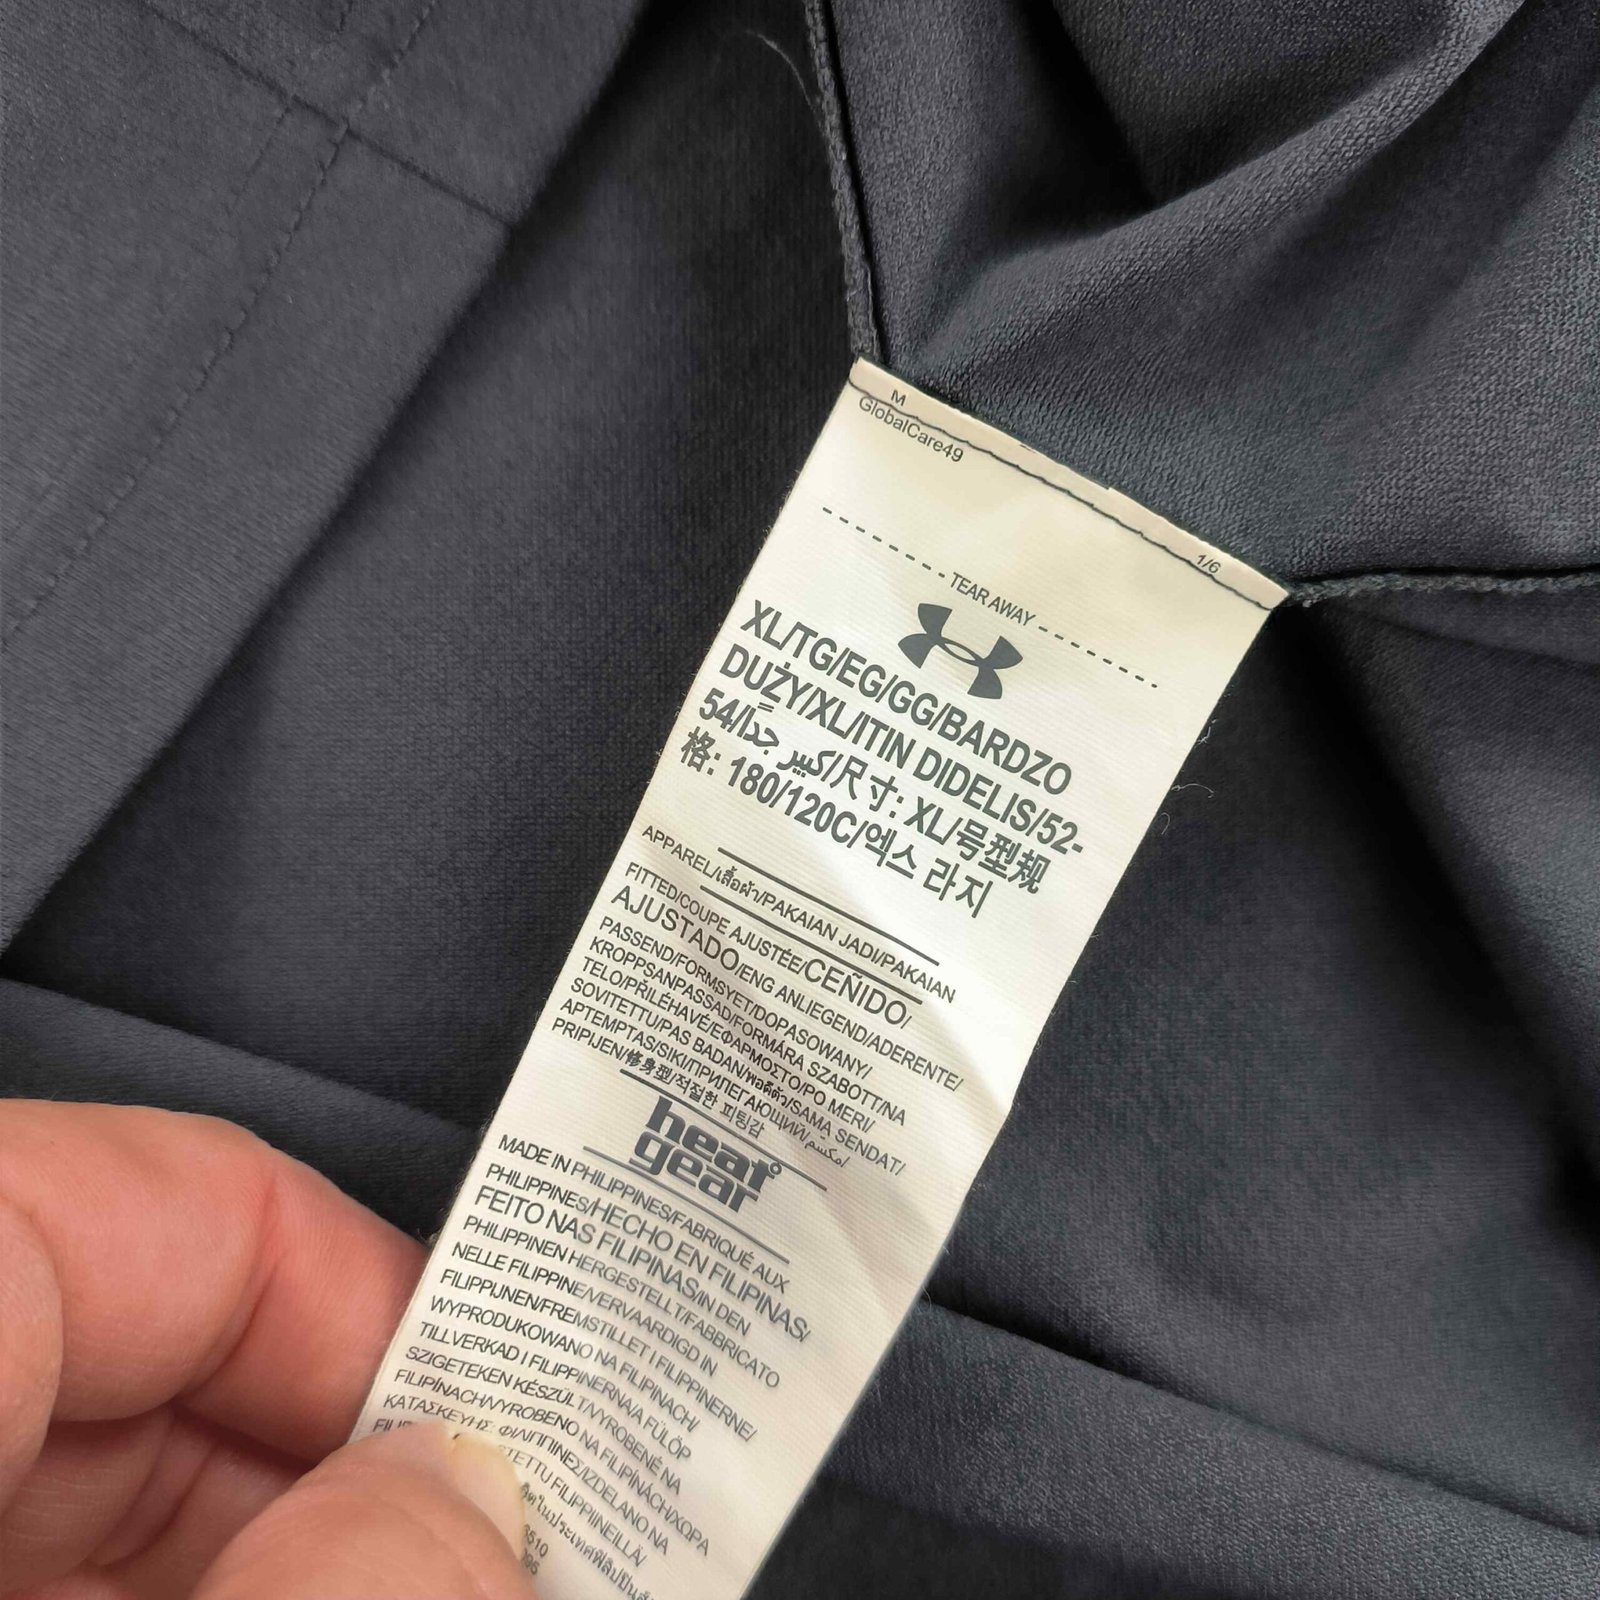 M
GlobalCare49
1/6
TEAR AWAY
XL/TG/EG/GG/BARDZO
DUŻY/XL/ITIN DIDELIS/52-
54/كبير جدًا/尺寸: XL/号型规
格: 180/120C/엑스 라지
APPAREL/เสื้อผ้า/PAKAIAN JADI/PAKAIAN
FITTED/COUPE AJUSTÉE/CEÑIDO/
AJUSTADO/ENG ANLIEGEND/ADERENTE/
PASSEND/FORMSYET/DOPASOWANY/
KROPPSANPASSAD/FORMÁRA SZABOTT/NA
TELO/PŘILÉHAVÉ/ΕΦΑΡΜΟΣΤΟ/PO MERI/
SOVITETTU/PAS BADAN/พอดีตัว/SAMA SENDAT/
APTEMPTAS/SIKI/ПРИЛЕГАЮЩИЙ/مكسّم/
PRIPIJEN/修身型/적절한 피팅감
heat
gear
MADE IN PHILIPPINES/FABRIQUÉ AUX
PHILIPPINES/HECHO EN FILIPINAS/
FEITO NAS FILIPINAS/IN DEN
PHILIPPINEN HERGESTELLT/FABBRICATO
NELLE FILIPPINE/VERVAARDIGD IN
FILIPPIJNEN/FREMSTILLET I FILIPPINERNE/
WYPRODUKOWANO NA FILIPINACH/
TILLVERKAD I FILIPPINERNA/A FÜLÖP
SZIGETEKEN KÉSZÜLT/VYROBENÉ NA
FILIPÍNACH/VYROBENO NA FILIPÍNÁCH/ΧΩΡΑ
ΚΑΤΑΣΚΕΥΗΣ: ΦΙΛΙΠΠΙΝΕΣ/IZDELANO NA
STETTU FILIPPIINEILLÄ/